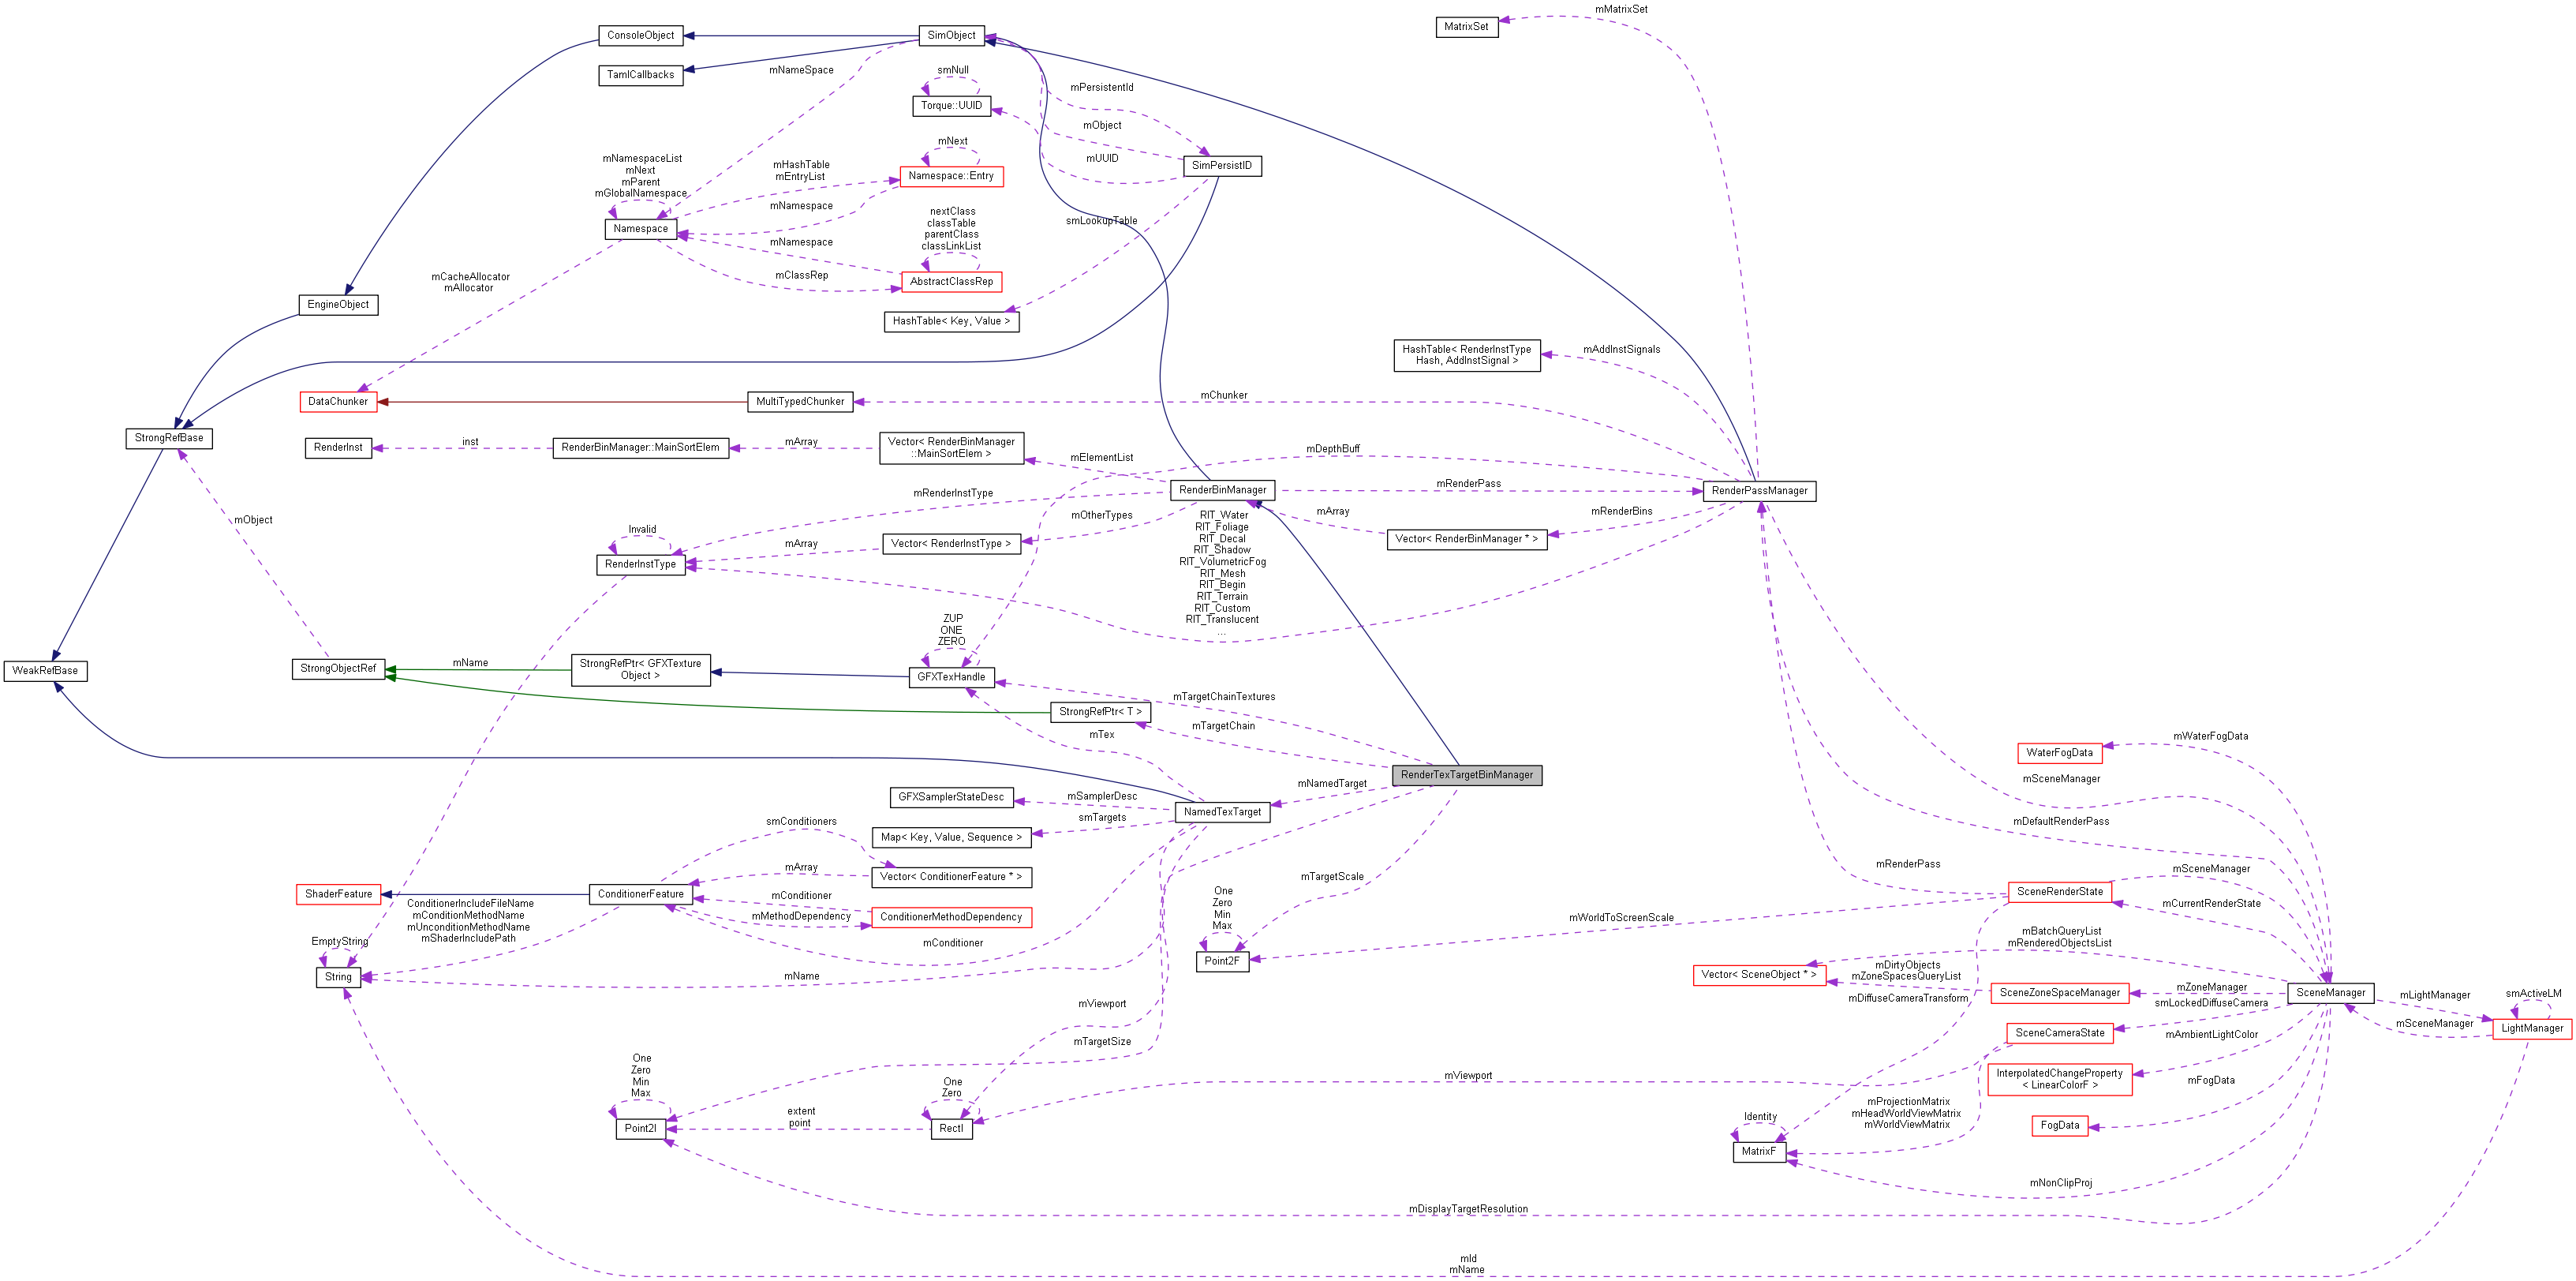 mMatrixSet
MatrixSet
ConsoleObject
SimObject
TamlCallbacks
mNameSpace
smNull
Torque::UUID
mPersistentId
mObject
mUUID
SimPersistID
mNext
Namespace::Entry
mNamespaceList
mNext
mParent
mGlobalNamespace
mHashTable
mEntryList
mNamespace
Namespace
nextClass
classTable
parentClass
classLinkList
AbstractClassRep
mNamespace
mClassRep
smLookupTable
mCacheAllocator
mAllocator
EngineObject
HashTable< Key, Value >
HashTable< RenderInstType
Hash, AddInstSignal >
mAddInstSignals
DataChunker
MultiTypedChunker
mChunker
StrongRefBase
RenderInst
inst
RenderBinManager::MainSortElem
mArray
Vector< RenderBinManager
::MainSortElem >
mElementList
mDepthBuff
RenderBinManager
mRenderPass
RenderPassManager
mRenderInstType
mOtherTypes
mArray
mRenderBins
Vector< RenderBinManager * >
mObject
Invalid
RenderInstType
mArray
Vector< RenderInstType >
RIT_Water
RIT_Foliage
RIT_Decal
RIT_Shadow
RIT_VolumetricFog
RIT_Mesh
RIT_Begin
RIT_Terrain
RIT_Custom
RIT_Translucent
...
ZUP
ONE
ZERO
GFXTexHandle
WeakRefBase
StrongObjectRef
mName
StrongRefPtr< GFXTexture
Object >
mTargetChainTextures
StrongRefPtr< T >
mTargetChain
mTex
RenderTexTargetBinManager
mNamedTarget
WaterFogData
mWaterFogData
mSceneManager
GFXSamplerStateDesc
mSamplerDesc
NamedTexTarget
mDefaultRenderPass
smConditioners
Map< Key, Value, Sequence >
smTargets
mArray
Vector< ConditionerFeature * >
mTargetScale
mRenderPass
ShaderFeature
ConditionerFeature
mConditioner
mMethodDependency
ConditionerMethodDependency
SceneRenderState
mSceneManager
mCurrentRenderState
ConditionerIncludeFileName
mConditionMethodName
mUnconditionMethodName
mShaderIncludePath
mConditioner
One
Zero
Min
Max
Point2F
mWorldToScreenScale
mBatchQueryList
mRenderedObjectsList
EmptyString
String
mName
Vector< SceneObject * >
mDirtyObjects
mZoneSpacesQueryList
mDiffuseCameraTransform
SceneZoneSpaceManager
mZoneManager
smLockedDiffuseCamera
SceneManager
mLightManager
mSceneManager
smActiveLM
LightManager
mViewport
mTargetSize
SceneCameraState
mAmbientLightColor
One
Zero
Min
Max
Point2I
extent
point
One
Zero
RectI
mViewport
InterpolatedChangeProperty
< LinearColorF >
mFogData
mProjectionMatrix
mHeadWorldViewMatrix
mWorldViewMatrix
FogData
Identity
MatrixF
mNonClipProj
mDisplayTargetResolution
mId
mName